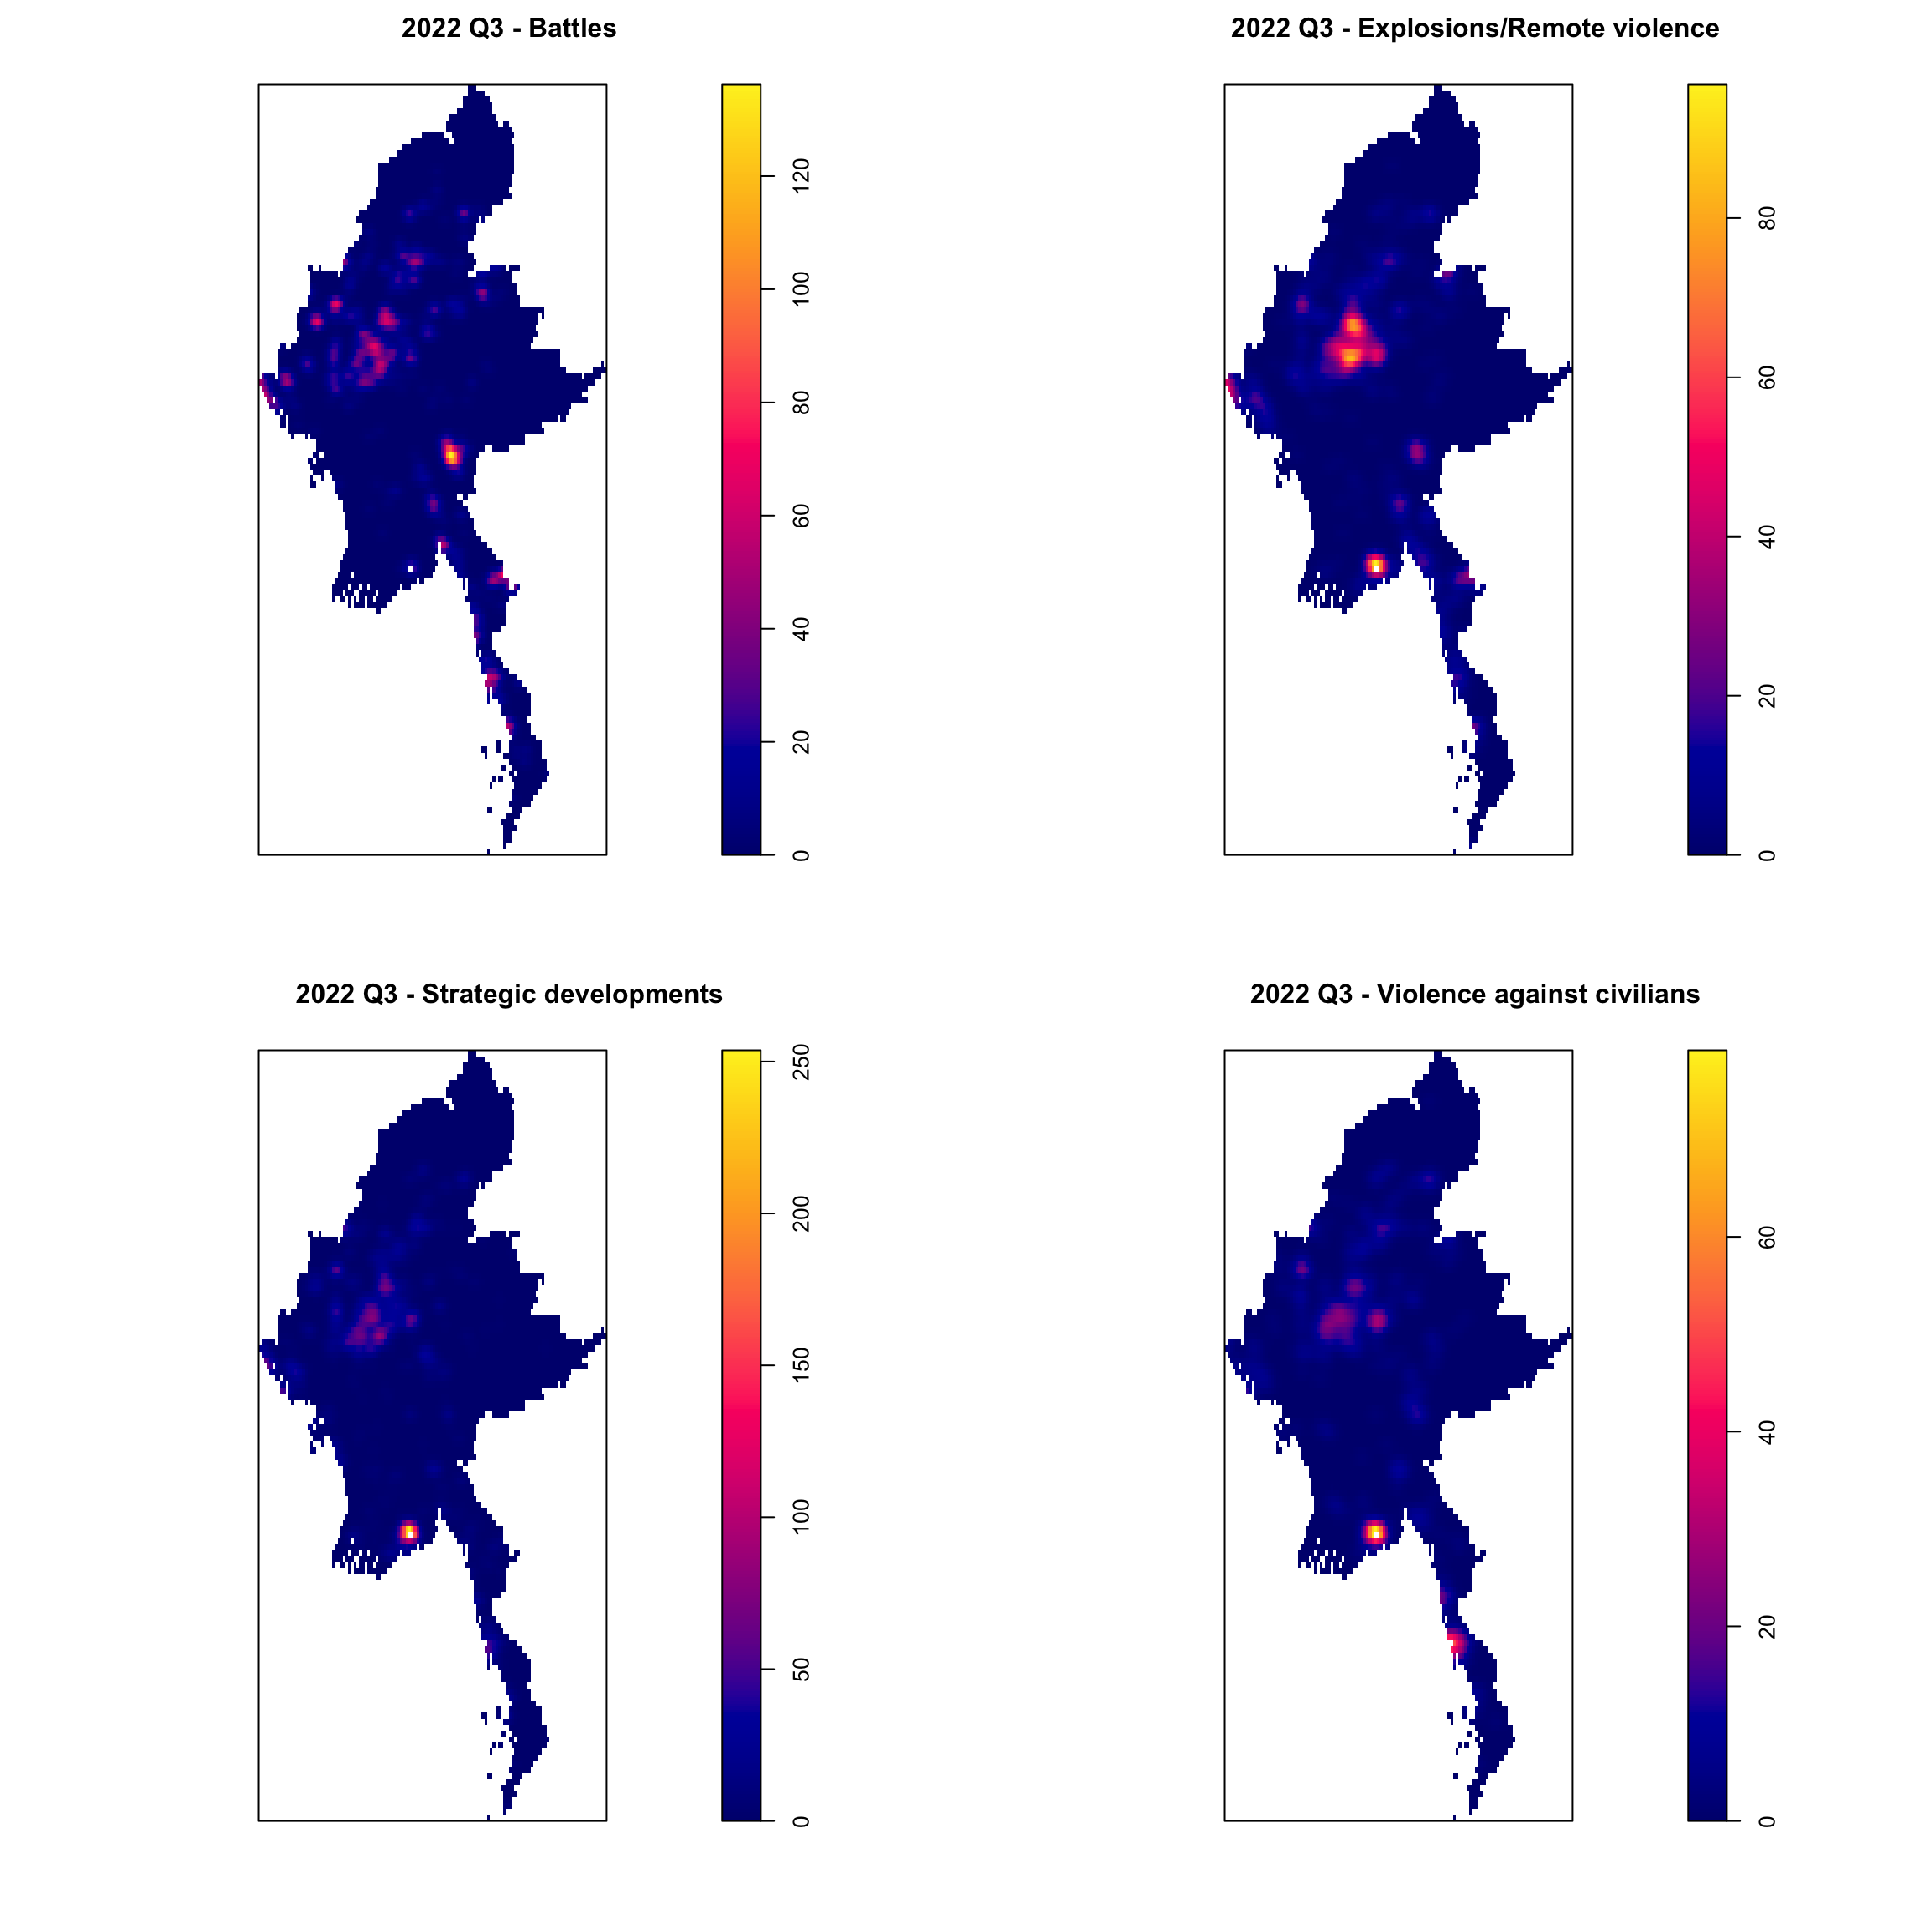 2022 Q3 - Battles
0 20 40 60 80 100 120
2022 Q3 - Explosions/Remote violence
0 20 40 60 80
2022 Q3 - Strategic developments
0 50 100 150 200 250
2022 Q3 - Violence against civilians
0 20 40 60